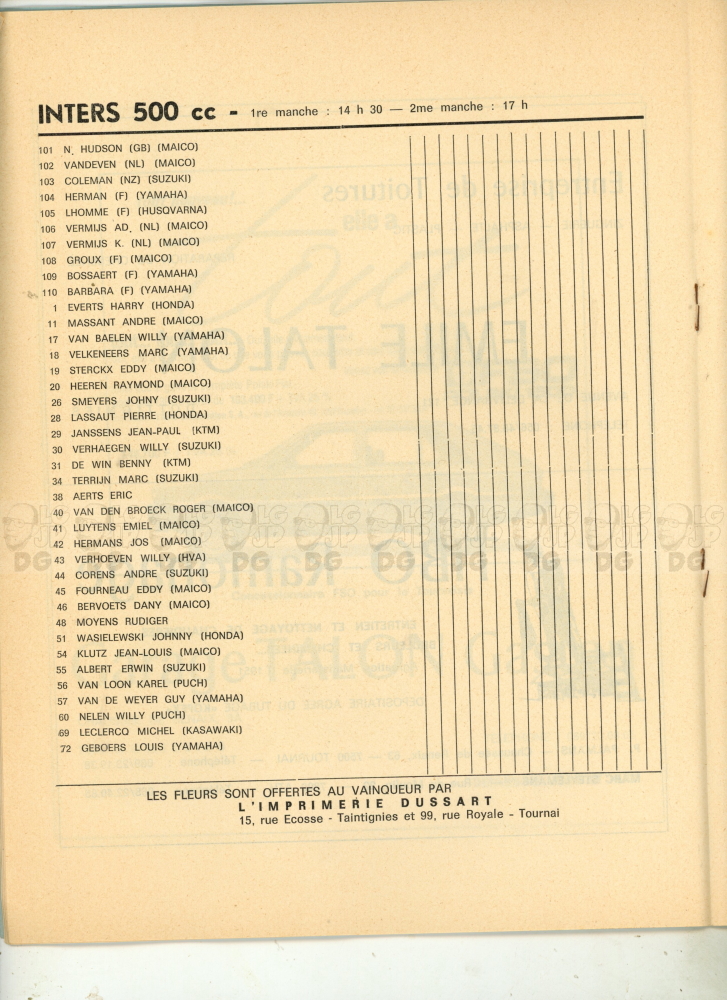 INTERS 500 cc - 1re manche : 14 h 30 — 2me manche : 17 h
101 N. HUDSON (GB) (MAICO)
102 VANDEVEN (NL) (MAICO)
103 COLEMAN (NZ) (SUZUKI)
104 HERMAN (F) (YAMAHA)
105 LHOMME (F) (HUSQVARNA)
106 VERMIJS AD. (NL) (MAICO)
107 VERMIJS K. (NL) (MAICO)
108 GROUX (F) (MAICO)
109 BOSSAERT (F) (YAMAHA)
110 BARBARA (F) (YAMAHA)
1 EVERTS HARRY (HONDA)
11 MASSANT ANDRE (MAICO)
17 VAN BAELEN WILLY (YAMAHA)
18 VELKENEERS MARC (YAMAHA)
19 STERCKX EDDY (MAICO)
20 HEEREN RAYMOND (MAICO)
26 SMEYERS JOHNY (SUZUKI)
28 LASSAUT PIERRE (HONDA)
29 JANSSENS JEAN-PAUL (KTM)
30 VERHAEGEN WILLY (SUZUKI)
31 DE WIN BENNY (KTM)
34 TERRIJN MARC (SUZUKI)
38 AERTS ERIC
40 VAN DEN BROECK ROGER (MAICO)
41 LUYTENS EMIEL (MAICO)
42 HERMANS JOS (MAICO)
43 VERHOEVEN WILLY (HVA)
44 CORENS ANDRE (SUZUKI)
45 FOURNEAU EDDY (MAICO)
46 BERVOETS DANY (MAICO)
48 MOYENS RUDIGER
51 WASIELEWSKI JOHNNY (HONDA)
54 KLUTZ JEAN-LOUIS (MAICO)
55 ALBERT ERWIN (SUZUKI)
56 VAN LOON KAREL (PUCH)
57 VAN DE WEYER GUY (YAMAHA)
60 NELEN WILLY (PUCH)
69 LECLERCQ MICHEL (KASAWAKI)
72 GEBOERS LOUIS (YAMAHA)
LES FLEURS SONT OFFERTES AU VAINQUEUR PAR
L'IMPRIMERIE DUSSART
15, rue Ecosse - Taintignies et 99, rue Royale - Tournai